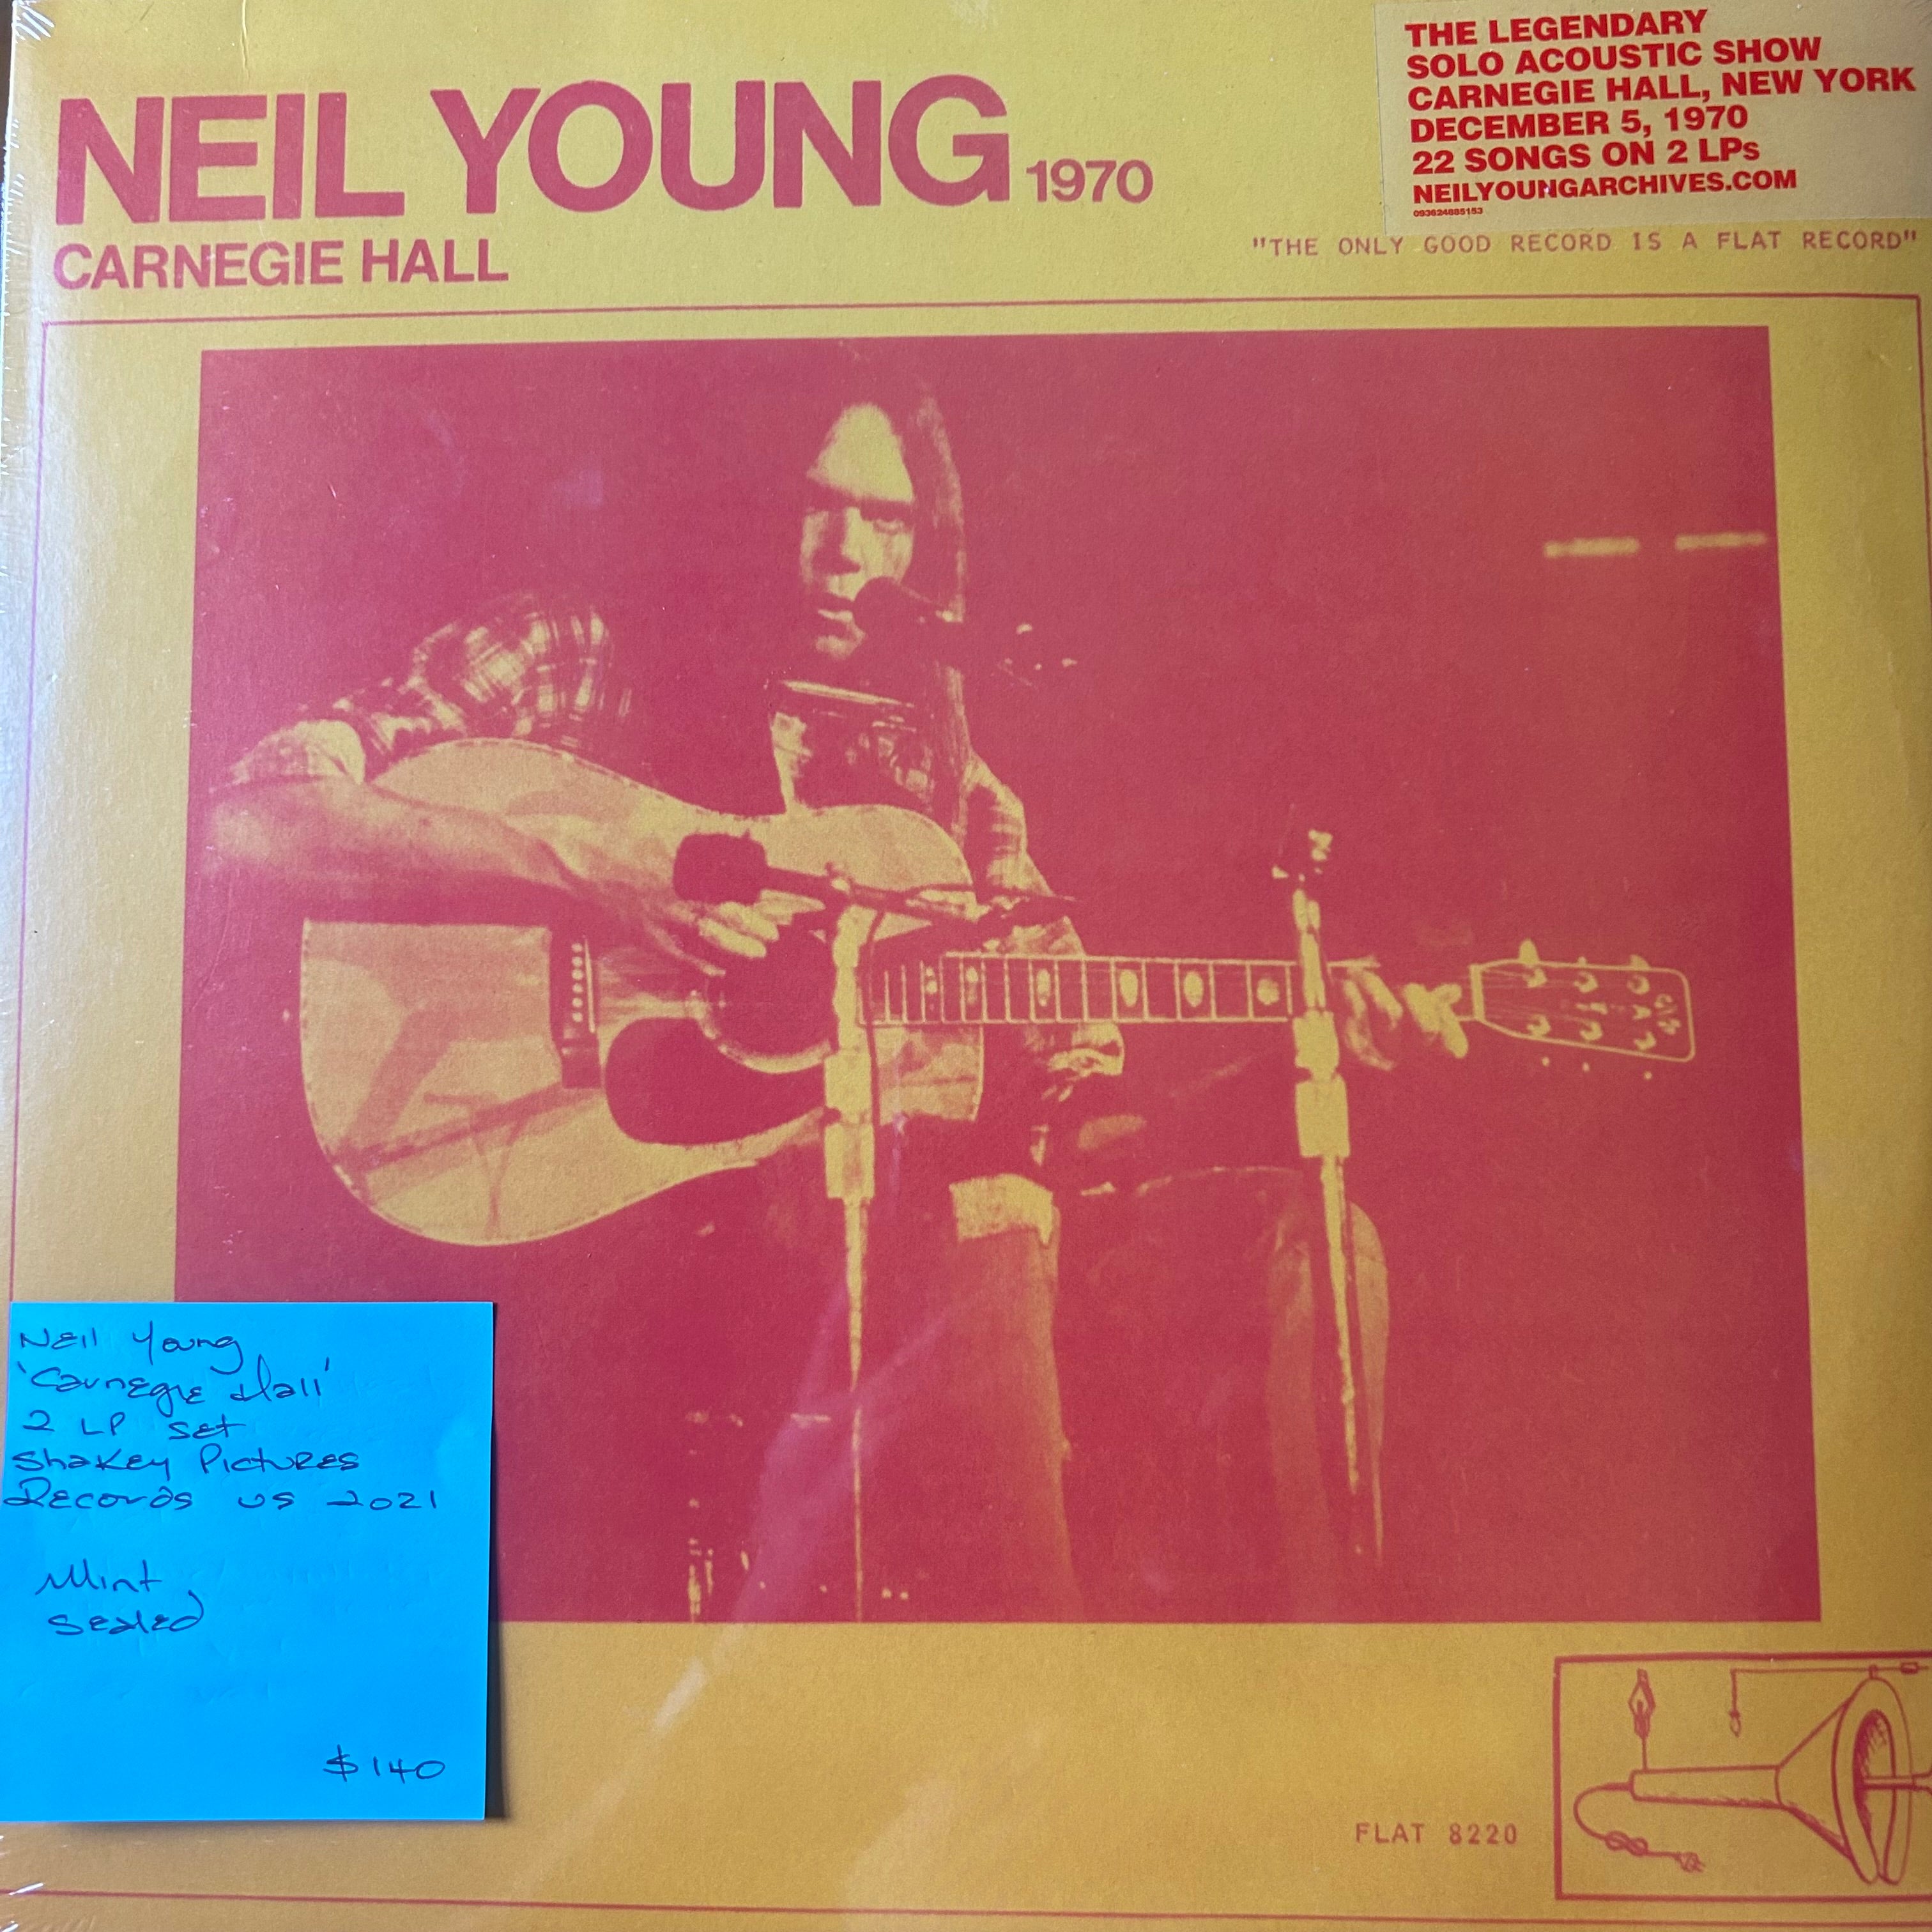 NEIL YOUNG 1970
CARNEGIE HALL
THE LEGENDARY
SOLO ACOUSTIC SHOW
CARNEGIE HALL, NEW YORK
DECEMBER 5, 1970
22 SONGS ON 2 LPs
NEILYOUNGARCHIVES.COM
093624885153
"THE ONLY GOOD RECORD IS A FLAT RECORD"
Neil Young
'Carnegie Hall'
2 LP set
Shakey Pictures
Records US 2021
Mint,
sealed
$140
FLAT 8220